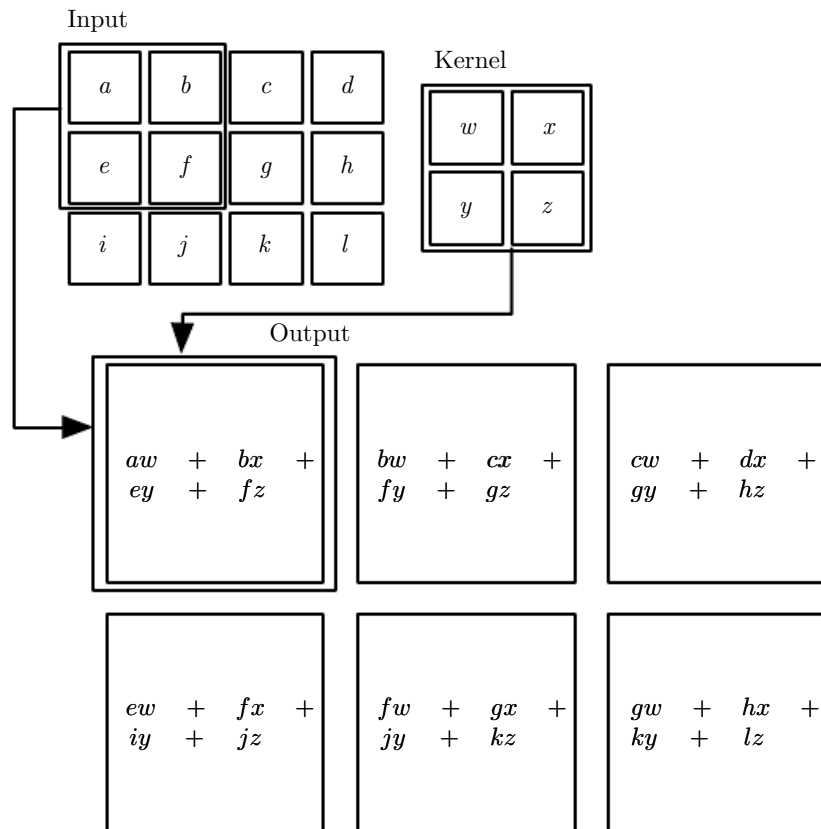 Input
a b c d
e f g h
i j k l
Kernel
w x
y z
Output
aw + bx +
ey + fz
bw + cx +
fy + gz
cw + dx +
gy + hz
ew + fx +
iy + jz
fw + gx +
jy + kz
gw + hx +
ky + lz